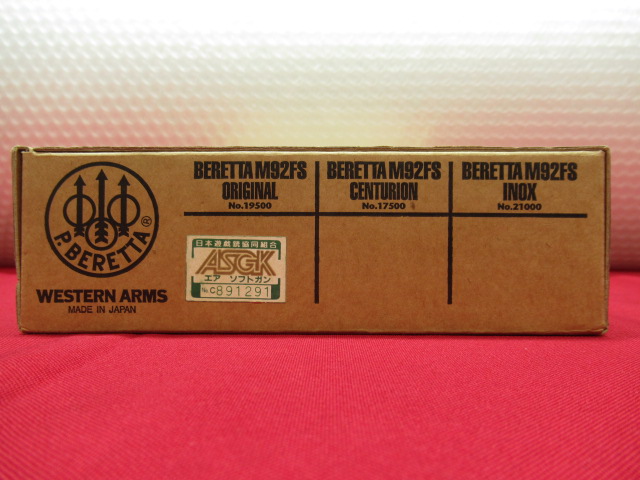 P. BERETTA®
WESTERN ARMS
MADE IN JAPAN
BERETTA M92FS
ORIGINAL
No.19500
BERETTA M92FS
CENTURION
No.17500
BERETTA M92FS
INOX
No.21000
日本遊戯銃協同組合
ASGK
エア ソフトガン
No.C891291